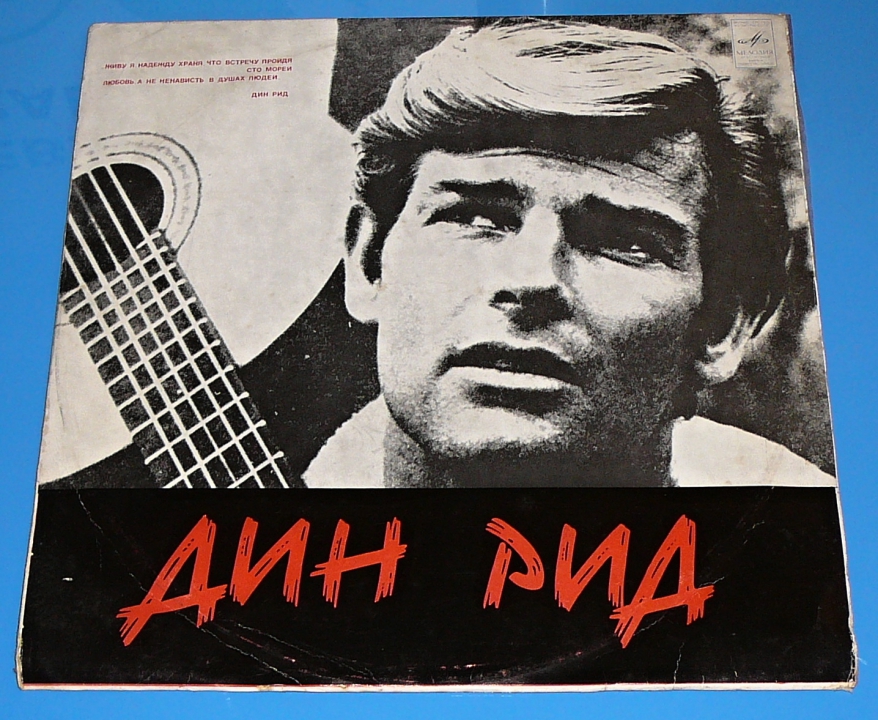 ЖИВУ Я, НАДЕЖДУ ХРАНЯ ЧТО ВСТРЕЧУ ПРОЙДЯ
СТО МОРЕЙ
ЛЮБОВЬ, А НЕ НЕНАВИСТЬ В ДУШАХ ЛЮДЕЙ...
ДИН РИД
МЕЛОДИЯ
ДИН РИД